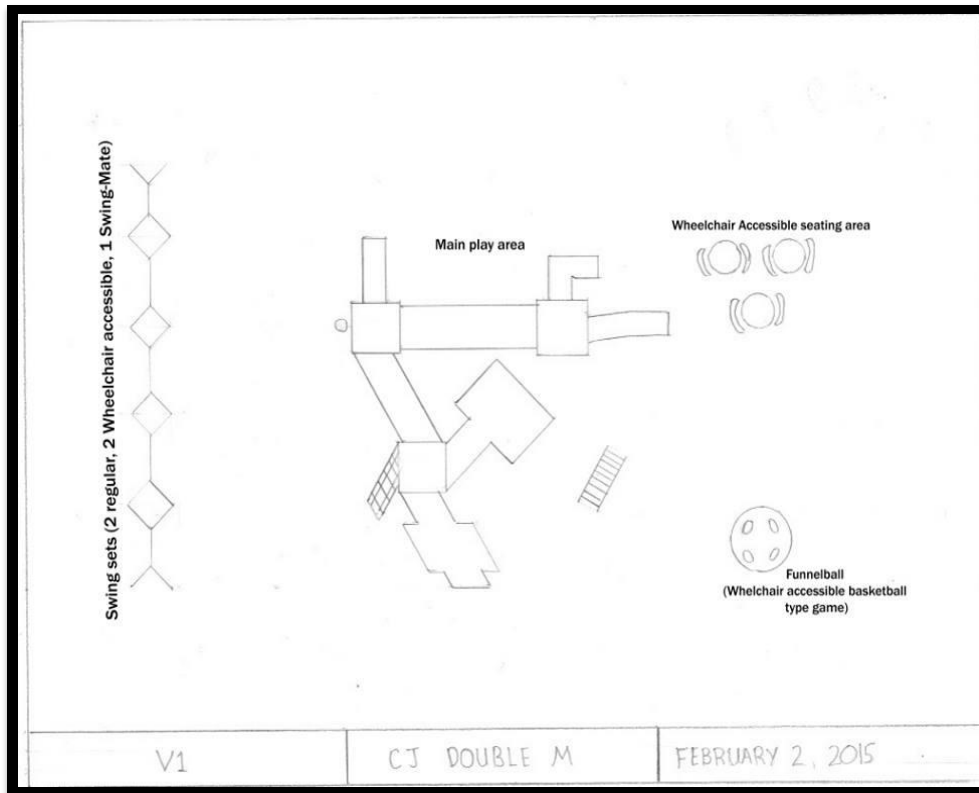 Swing sets (2 regular, 2 Wheelchair accessible, 1 Swing-Mate)
Main play area
Wheelchair Accessible seating area
Funnelball
(Whelchair accessible basketball
type game)
V1
CJ DOUBLE M
FEBRUARY 2, 2015